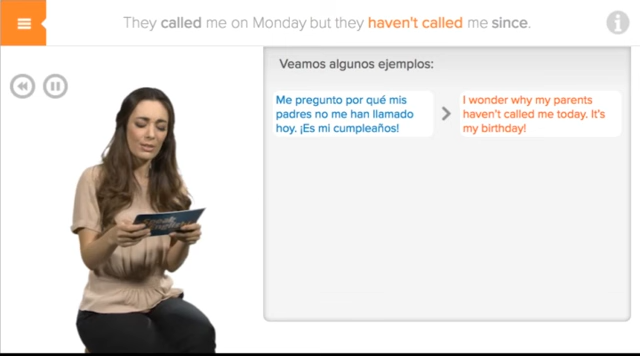 They called me on Monday but they haven't called me since.
Veamos algunos ejemplos:
Me pregunto por qué mis
padres no me han llamado
hoy. ¡Es mi cumpleaños!
I wonder why my parents
haven't called me today. It's
my birthday!